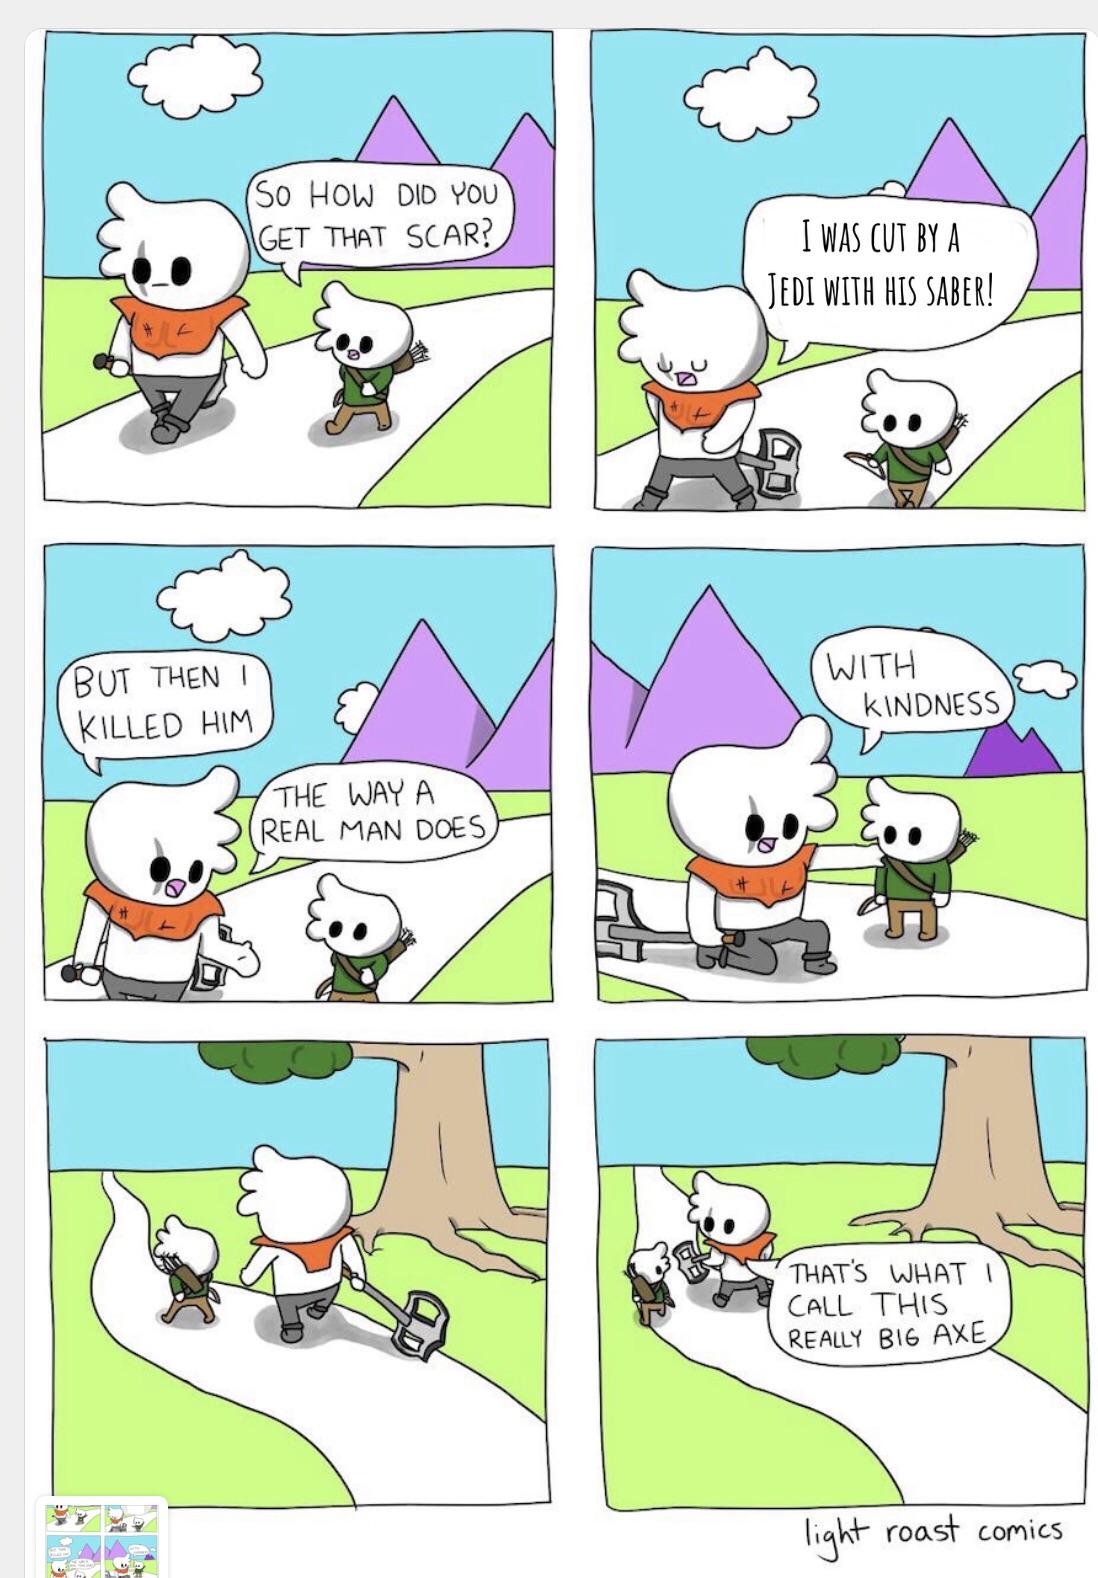 SO HOW DID YOU
GET THAT SCAR?
I WAS CUT BY A
JEDI WITH HIS SABER!
BUT THEN I
KILLED HIM
THE WAY A
REAL MAN DOES
WITH
KINDNESS
THAT'S WHAT I
CALL THIS
REALLY BIG AXE
light roast comics